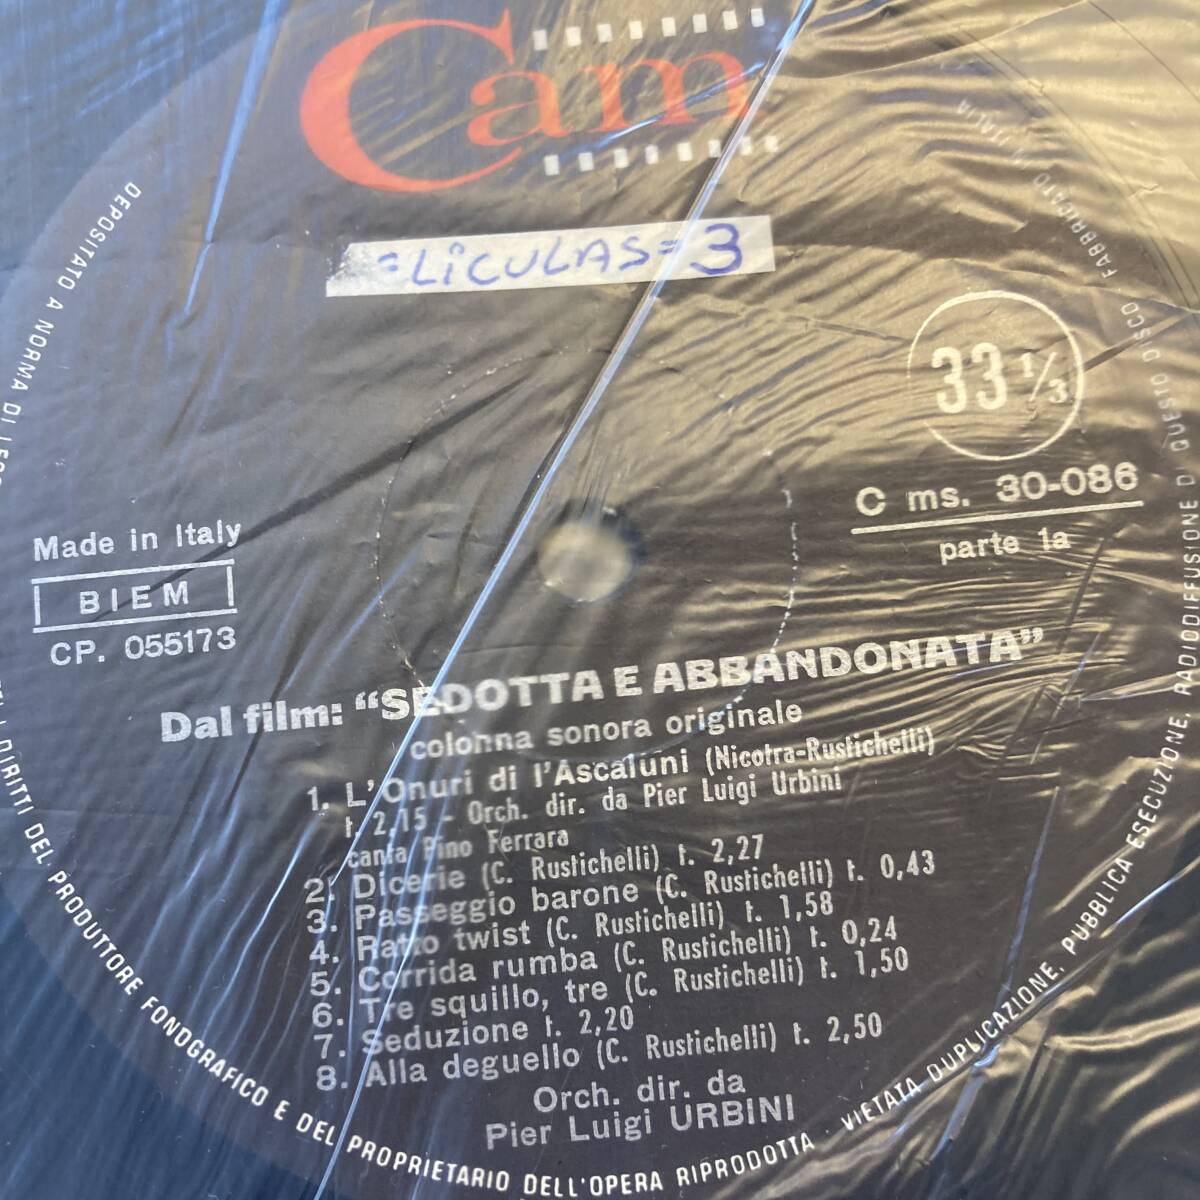 Cam
LÎCULAS=3
33 1/3
C ms. 30-086
parte 1a
Made in Italy
BIEM
CP. 055173
Dal film: “SEDOTTA E ABBANDONATA”
colonna sonora originale
1. L'Onuri di l'Ascaluni (Nicotra-Rustichelli)
t. 2,15 - Orch. dir. da Pier Luigi Urbini
canta Pino Ferrara
2. Dicerie (C. Rustichelli) t. 2,27
3. Passeggio barone (C. Rustichelli) t. 0,43
4. Ratto twist (C. Rustichelli) t. 1,58
5. Corrida rumba (C. Rustichelli) t. 0,24
6. Tre squillo, tre (C. Rustichelli) t. 1,50
7. Seduzione t. 2,20
8. Alla deguello (C. Rustichelli) t. 2,50
Orch. dir. da
Pier Luigi URBINI
DEPOSITATO A NORMA DI
DIRITTI DEL PRODUTTORE FONOGRAFICO E DEL PROPRIETARIO DELL'OPERA RIPRODOTTA · VIETATA DUPLICAZIONE, PUBBLICA ESECUZIONE, RADIODIFFUSIONE DI QUESTO DISCO · FABBRICATO IN ITALIA